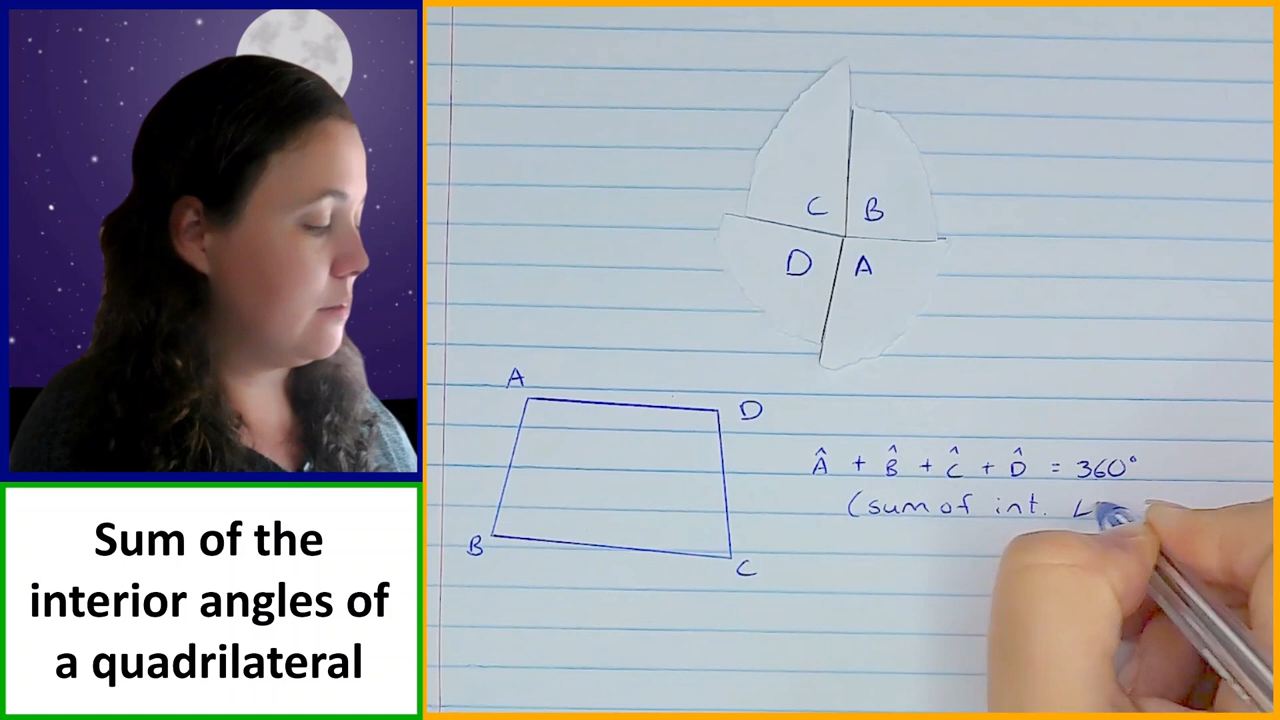 Sum of the
interior angles of
a quadrilateral
C B
D A
A
D
B
C
Â + B̂ + Ĉ + D̂ = 360°
(sum of int. ∠